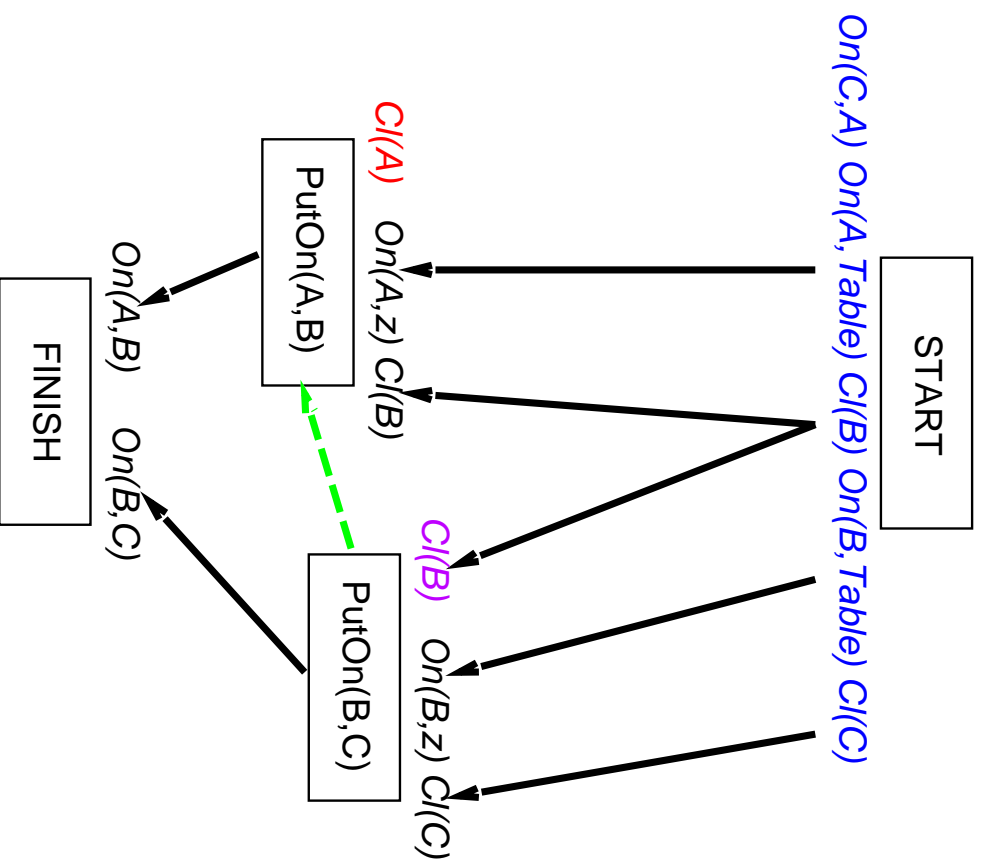 START
On(C,A) On(A,Table) Cl(B) On(B,Table) Cl(C)
Cl(B) On(B,z) Cl(C)
Cl(A) On(A,z) Cl(B)
PutOn(B,C)
PutOn(A,B)
On(A,B) On(B,C)
FINISH